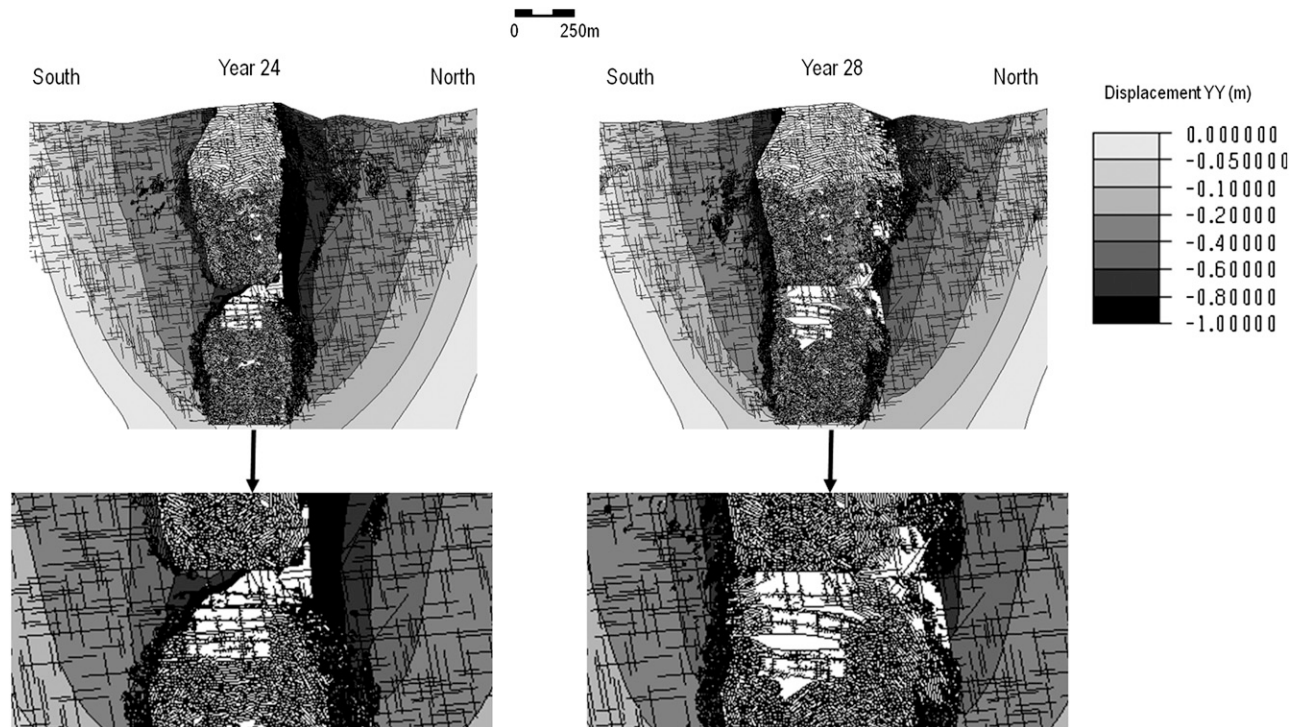 0 250m
South Year 24 North
South Year 28 North
Displacement YY (m)
0.000000
-0.050000
-0.10000
-0.20000
-0.40000
-0.60000
-0.80000
-1.00000